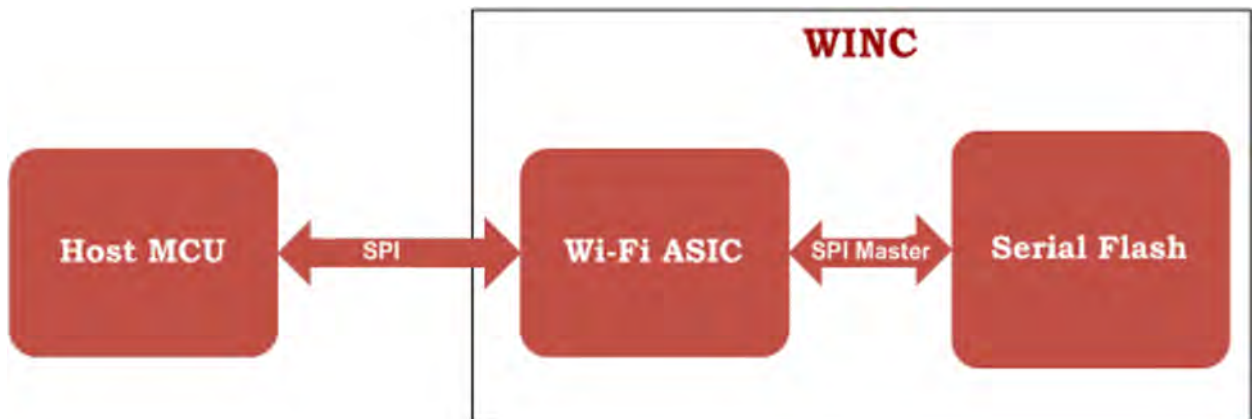 WINC
Host MCU
SPI
Wi-Fi ASIC
SPI Master
Serial Flash